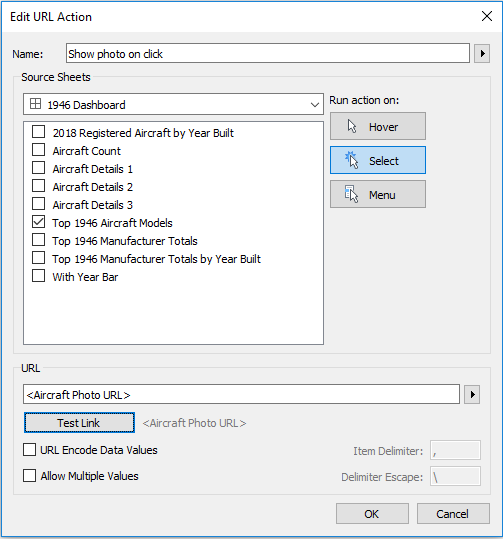 Edit URL Action
Name: Show photo on click
Source Sheets
1946 Dashboard
Run action on:
2018 Registered Aircraft by Year Built
Hover
Aircraft Count
Aircraft Details 1
Select
Aircraft Details 2
Aircraft Details 3
Menu
Top 1946 Aircraft Models
Top 1946 Manufacturer Totals
Top 1946 Manufacturer Totals by Year Built
With Year Bar
URL
<Aircraft Photo URL>
Test Link <Aircraft Photo URL>
URL Encode Data Values Item Delimiter: ,
Allow Multiple Values Delimiter Escape: \
OK Cancel